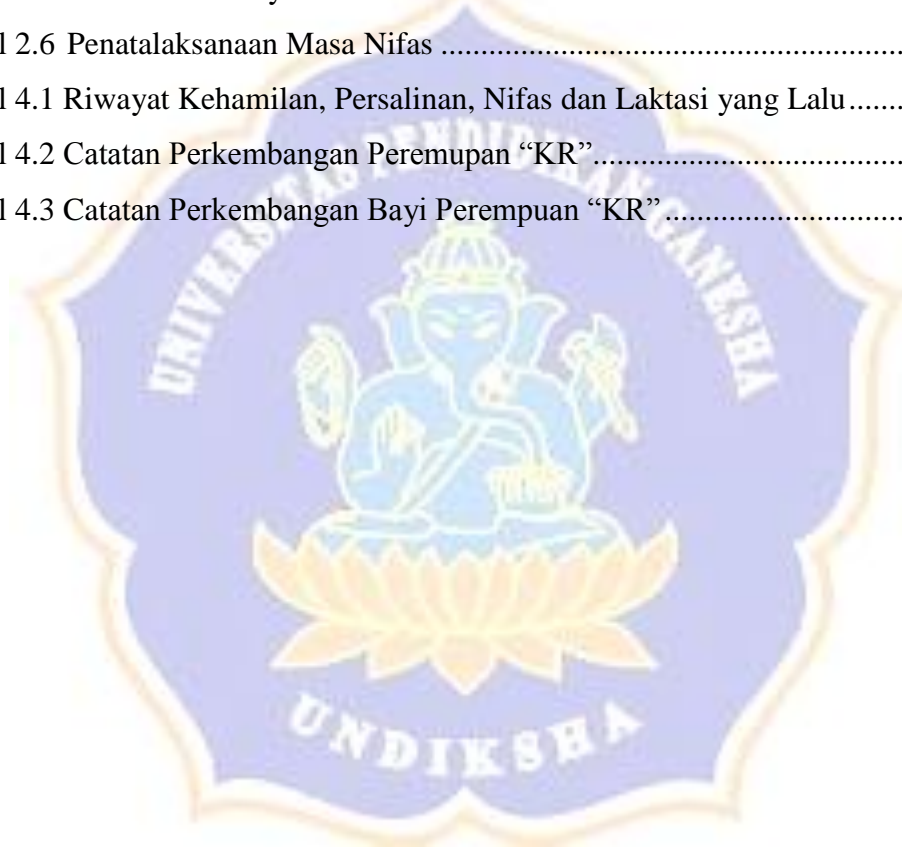 l 2.6 Penatalaksanaan Masa Nifas ..........................................................
l 4.1 Riwayat Kehamilan, Persalinan, Nifas dan Laktasi yang Lalu .......
l 4.2 Catatan Perkembangan Peremupan “KR”.......................................
l 4.3 Catatan Perkembangan Bayi Perempuan “KR” ..............................
UNIVERSITAS PENDIDIKAN GANESHA
UNDIKSHA